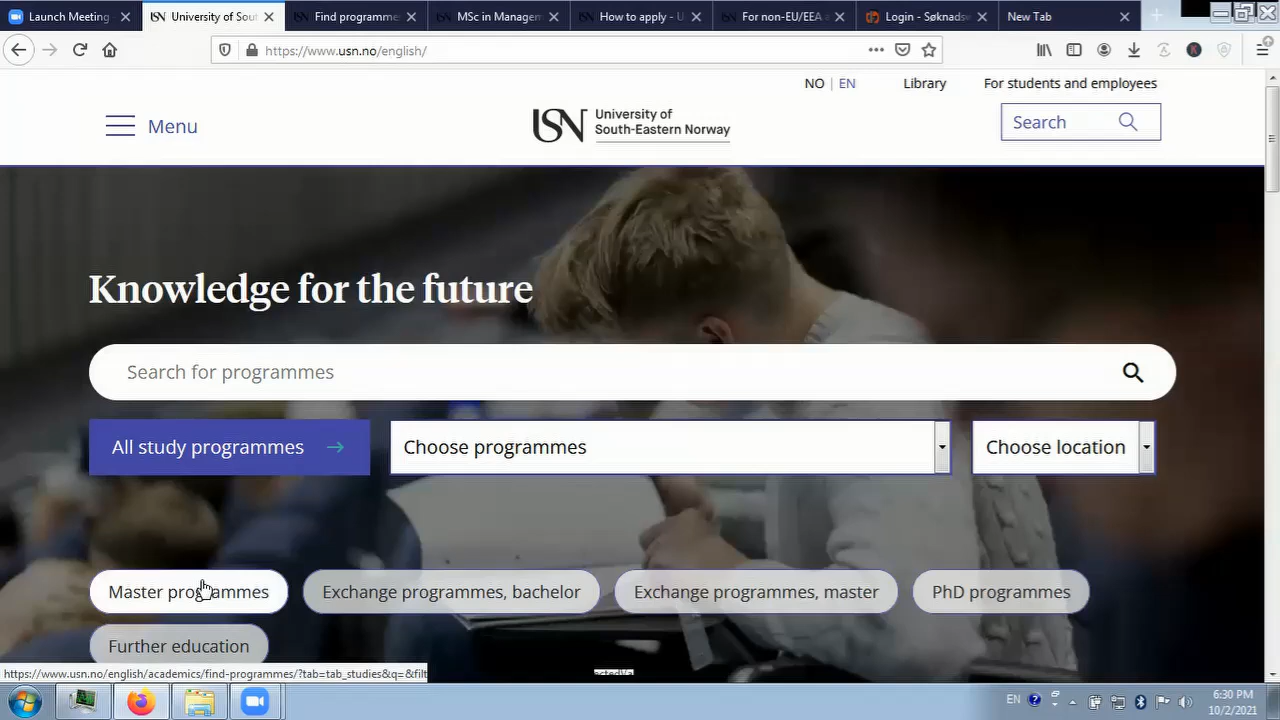 Launch Meeting
University of Sout
Find programme
MSc in Managem
How to apply - U
For non-EU/EEA a
Login - Søknadsw
New Tab
https://www.usn.no/english/
NO | EN
Library
For students and employees
Menu
USN University of
South-Eastern Norway
Search
Knowledge for the future
Search for programmes
All study programmes
Choose programmes
Choose location
Master programmes
Exchange programmes, bachelor
Exchange programmes, master
PhD programmes
Further education
https://www.usn.no/english/academics/find-programmes/?tab=tab_studies&q=&filt
EN
6:30 PM
10/2/2021